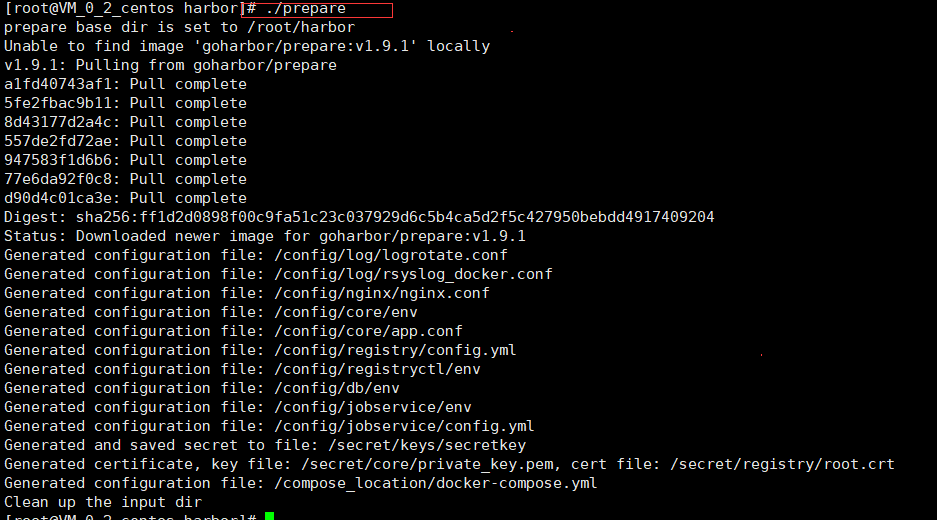 [root@VM_0_2_centos harbor]# ./prepare
prepare base dir is set to /root/harbor
Unable to find image 'goharbor/prepare:v1.9.1' locally
v1.9.1: Pulling from goharbor/prepare
a1fd40743af1: Pull complete
5fe2fbac9b11: Pull complete
8d43177d2a4c: Pull complete
557de2fd72ae: Pull complete
947583f1d6b6: Pull complete
77e6da92f0c8: Pull complete
d90d4c01ca3e: Pull complete
Digest: sha256:ff1d2d0898f00c9fa51c23c037929d6c5b4ca5d2f5c427950bebdd4917409204
Status: Downloaded newer image for goharbor/prepare:v1.9.1
Generated configuration file: /config/log/logrotate.conf
Generated configuration file: /config/log/rsyslog_docker.conf
Generated configuration file: /config/nginx/nginx.conf
Generated configuration file: /config/core/env
Generated configuration file: /config/core/app.conf
Generated configuration file: /config/registry/config.yml
Generated configuration file: /config/registryctl/env
Generated configuration file: /config/db/env
Generated configuration file: /config/jobservice/env
Generated configuration file: /config/jobservice/config.yml
Generated and saved secret to file: /secret/keys/secretkey
Generated certificate, key file: /secret/core/private_key.pem, cert file: /secret/registry/root.crt
Generated configuration file: /compose_location/docker-compose.yml
Clean up the input dir
[root@VM_0_2_centos harbor]#